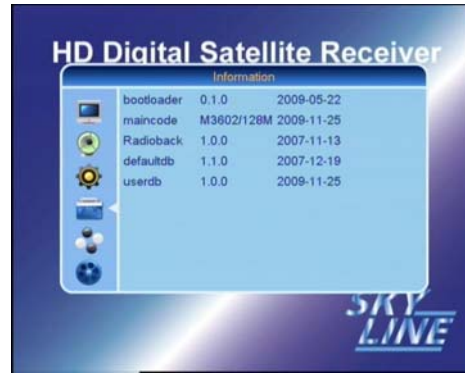 HD Digital Satellite Receiver
Information
bootloader 0.1.0 2009-05-22
maincode M3602/128M 2009-11-25
Radioback 1.0.0 2007-11-13
defaultdb 1.1.0 2007-12-19
userdb 1.0.0 2009-11-25
SKY
LINE